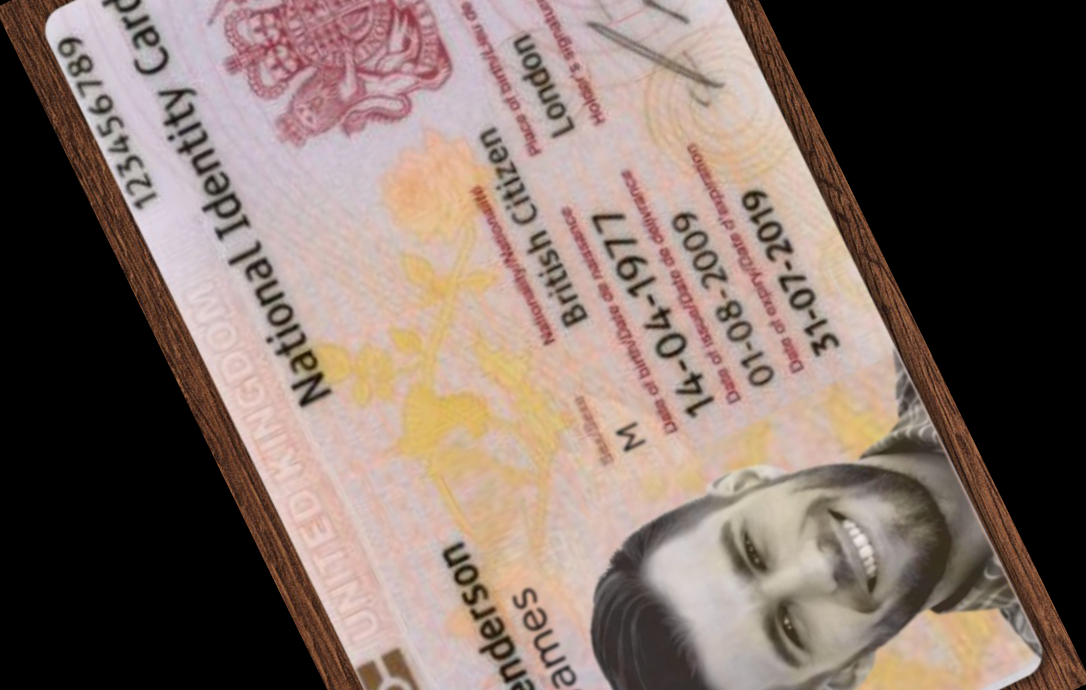 123456789
National Identity Card
UNITED KINGDOM
enderson
ames
Nationality/Nationalité
British Citizen
Place of birth/Lieu de
London
Sex/Sexe
M
Date of birth/Date de naissance
14-04-1977
Holder's signature
Date of issue/Date de délivrance
01-08-2009
Date of expiry/Date d'expiration
31-07-2019